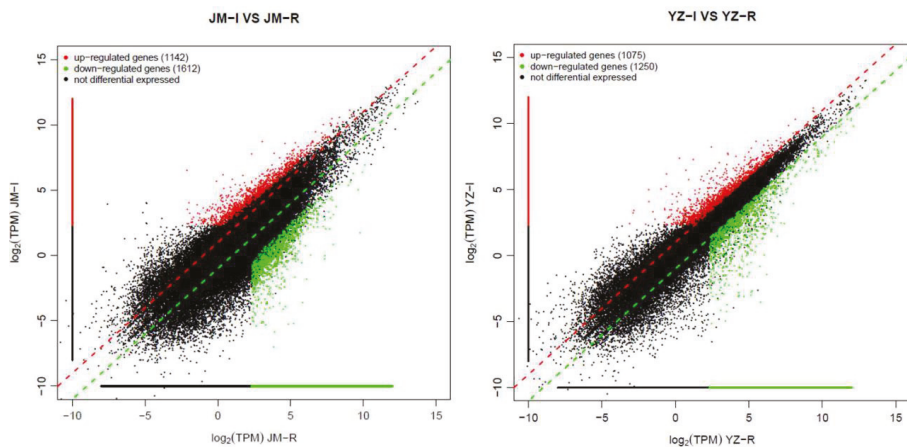 JM-I VS JM-R
up-regulated genes (1142)
down-regulated genes (1612)
not differential expressed
15
10
5
0
−5
−10
log2(TPM) JM−I
−10
−5
0
5
10
15
log2(TPM) JM−R
YZ-I VS YZ-R
up-regulated genes (1075)
down-regulated genes (1250)
not differential expressed
15
10
5
0
−5
−10
log2(TPM) YZ−I
−10
−5
0
5
10
15
log2(TPM) YZ−R